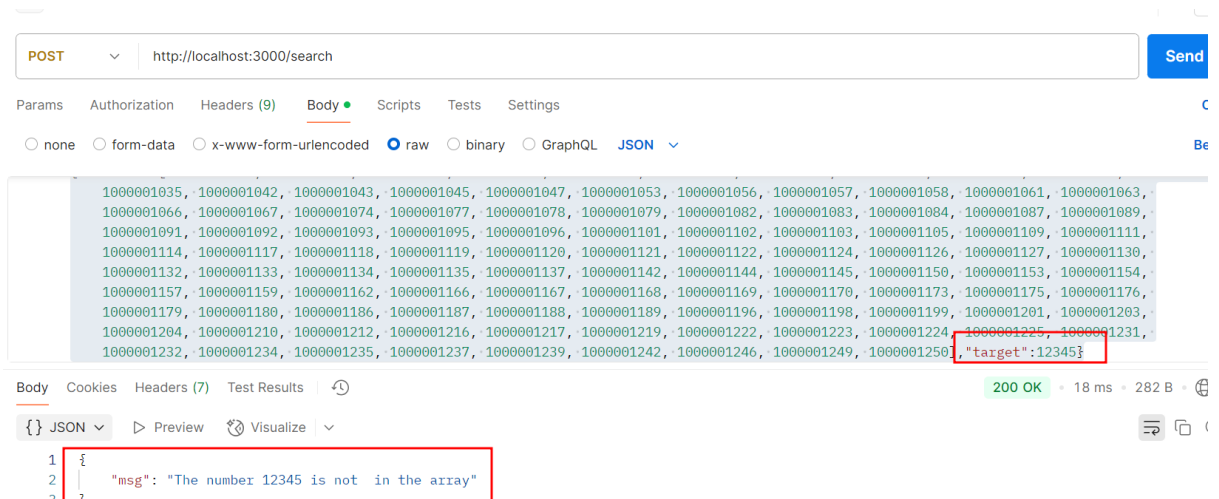 POST http://localhost:3000/search Send
Params Authorization Headers (9) Body Scripts Tests Settings
none form-data x-www-form-urlencoded raw binary GraphQL JSON Be
1000001035, 1000001042, 1000001043, 1000001045, 1000001047, 1000001053, 1000001056, 1000001057, 1000001058, 1000001061, 1000001063,
1000001066, 1000001067, 1000001074, 1000001077, 1000001078, 1000001079, 1000001082, 1000001083, 1000001084, 1000001087, 1000001089,
1000001091, 1000001092, 1000001093, 1000001095, 1000001096, 1000001101, 1000001102, 1000001103, 1000001105, 1000001109, 1000001111,
1000001114, 1000001117, 1000001118, 1000001119, 1000001120, 1000001121, 1000001122, 1000001124, 1000001126, 1000001127, 1000001130,
1000001132, 1000001133, 1000001134, 1000001135, 1000001137, 1000001142, 1000001144, 1000001145, 1000001150, 1000001153, 1000001154,
1000001157, 1000001159, 1000001162, 1000001166, 1000001167, 1000001168, 1000001169, 1000001170, 1000001173, 1000001175, 1000001176,
1000001179, 1000001180, 1000001186, 1000001187, 1000001188, 1000001189, 1000001196, 1000001198, 1000001199, 1000001201, 1000001203,
1000001204, 1000001210, 1000001212, 1000001216, 1000001217, 1000001219, 1000001222, 1000001223, 1000001224, 1000001225, 1000001231,
1000001232, 1000001234, 1000001235, 1000001237, 1000001239, 1000001242, 1000001246, 1000001249, 1000001250],"target":12345}
Body Cookies Headers (7) Test Results 200 OK • 18 ms • 282 B
{} JSON Preview Visualize
1 {
2 "msg": "The number 12345 is not  in the array"
3 }